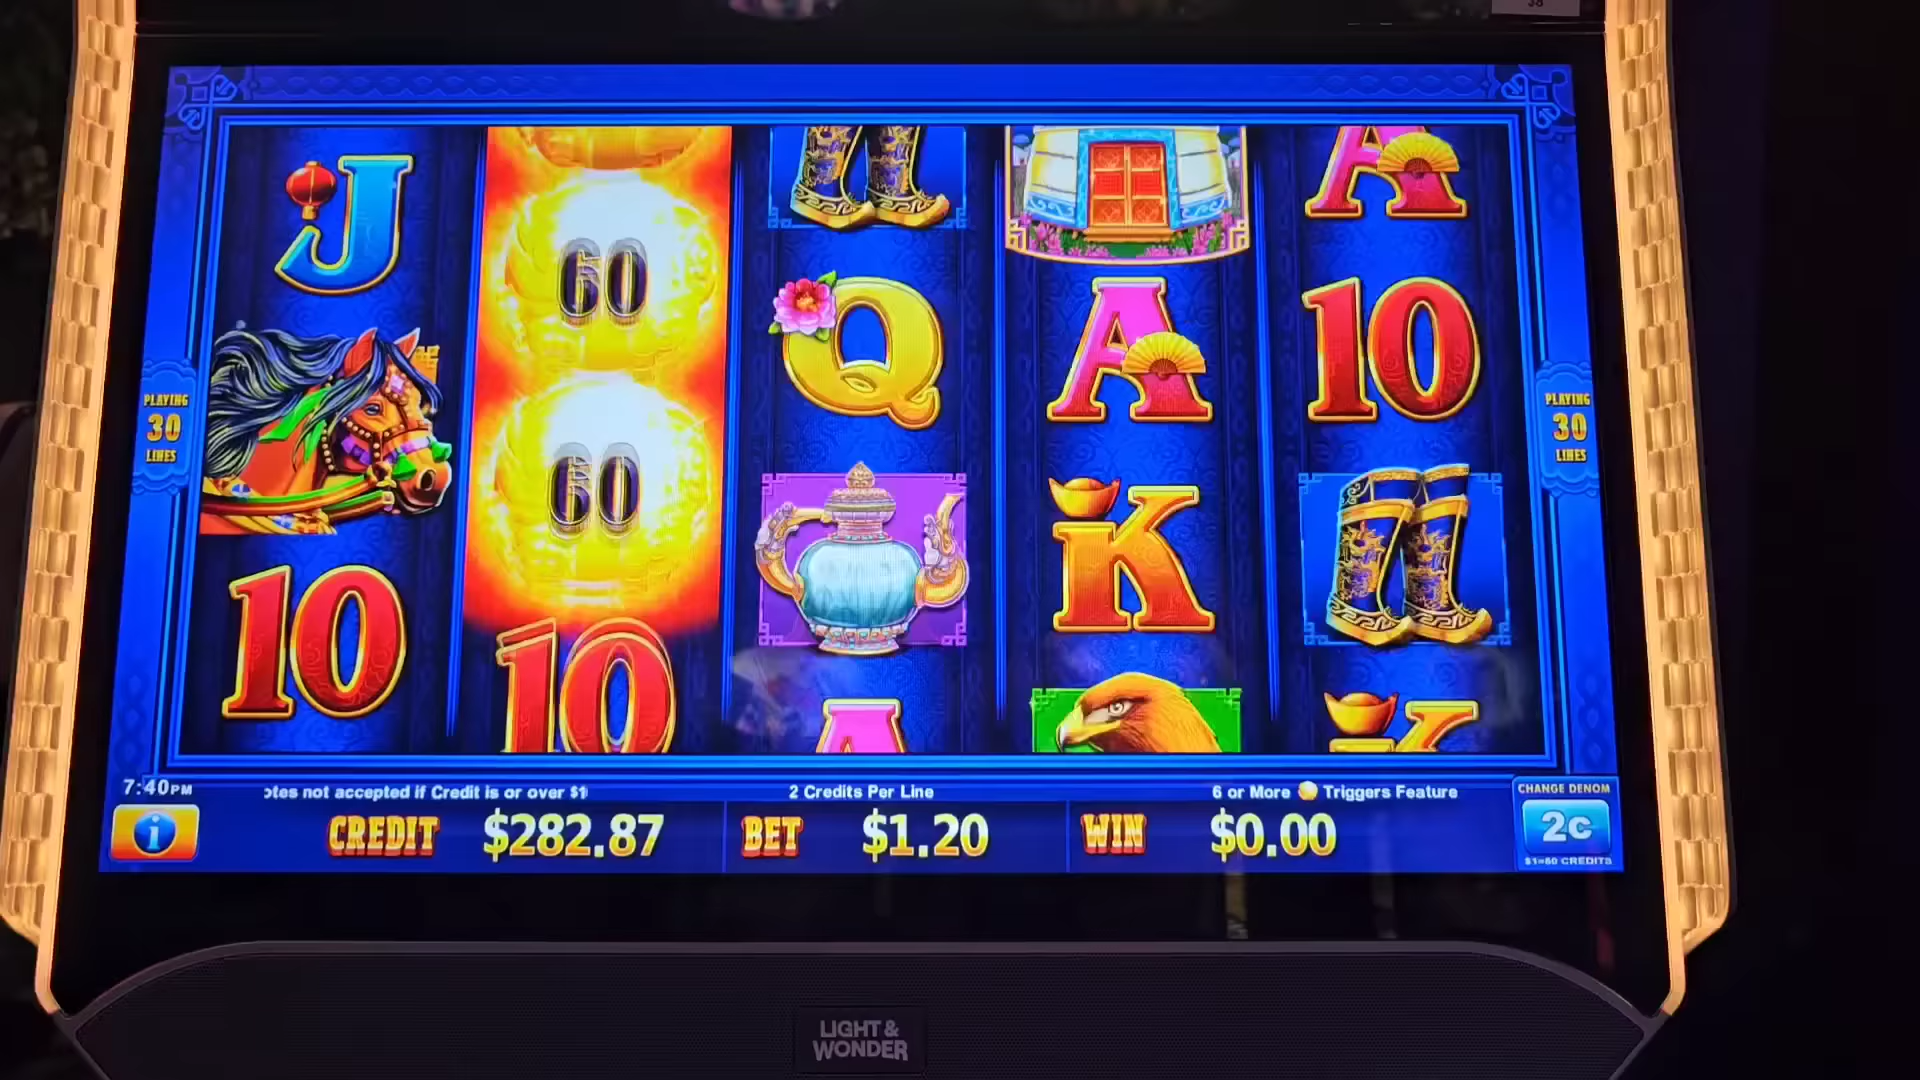 38
J
60
A
Q
A
10
PLAYING
30
LINES
PLAYING
30
LINES
60
K
10
10
A
K
7:40PM
otes not accepted if Credit is or over $1
2 Credits Per Line
6 or More Triggers Feature
CHANGE DENOM
i
CREDIT $282.87
BET $1.20
WIN $0.00
2c
$1=50 CREDITS
LIGHT &
WONDER